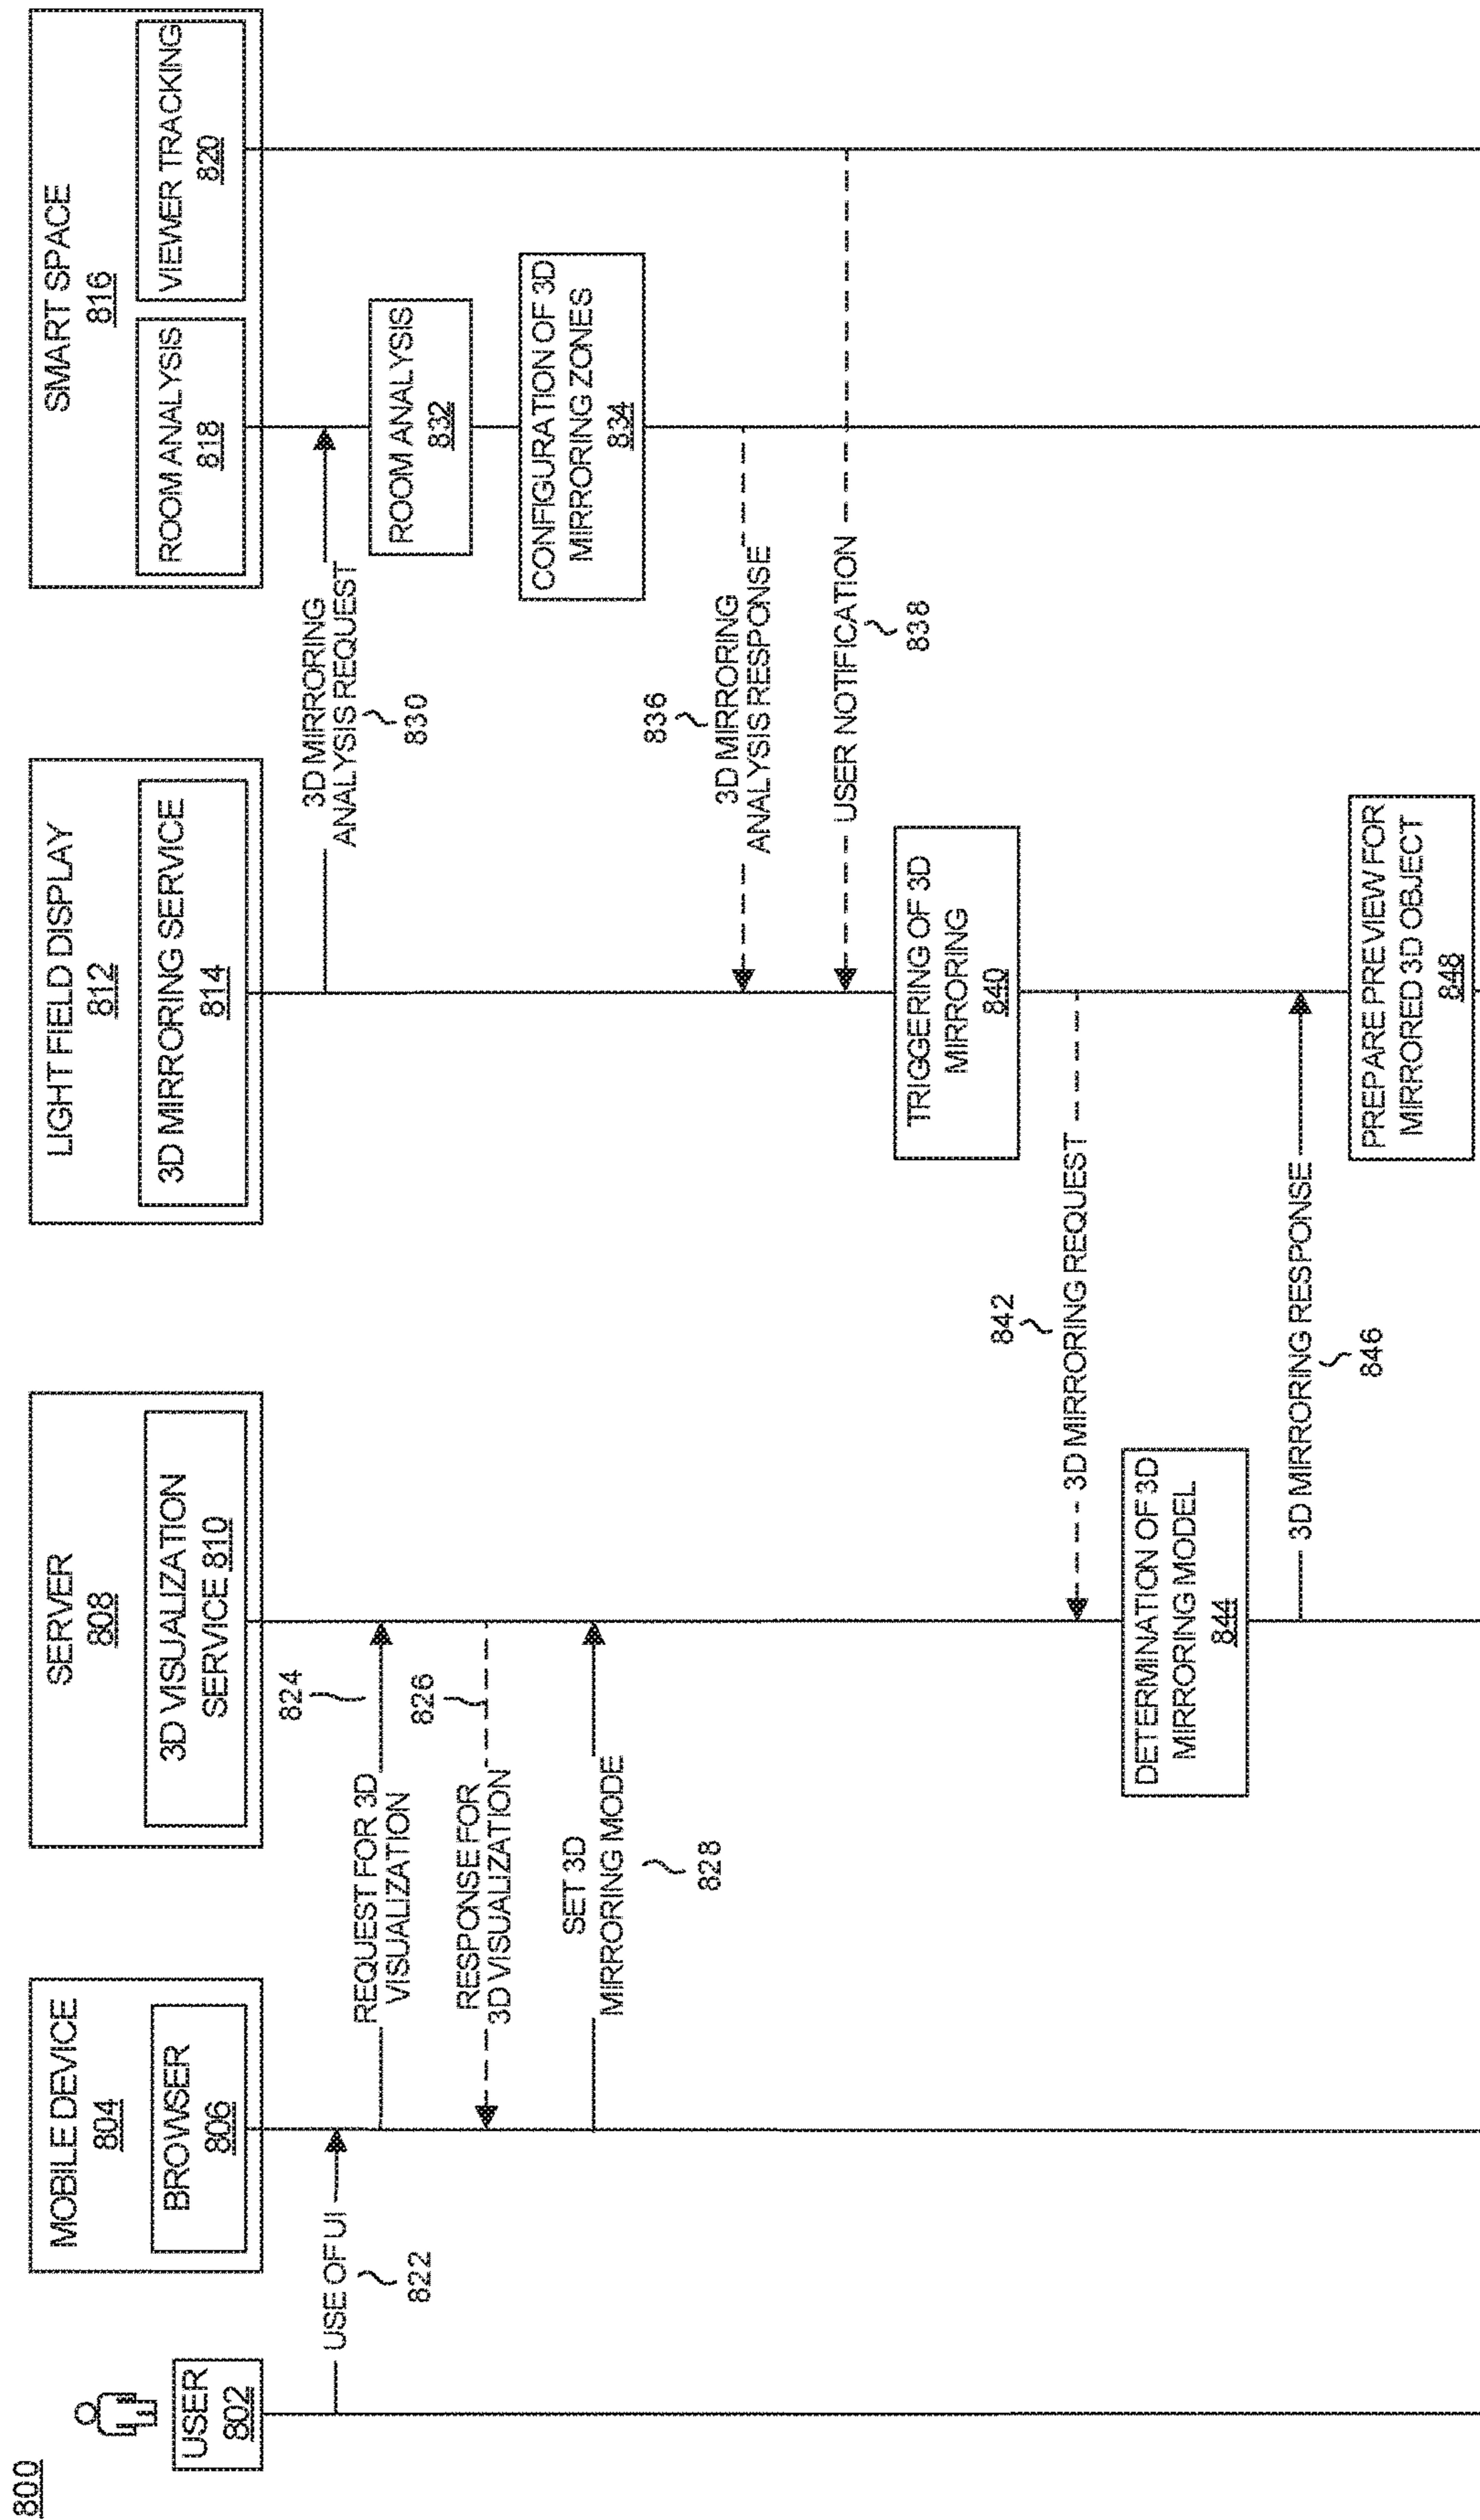 800
USER
802
MOBILE DEVICE
804
BROWSER
806
SERVER
808
3D VISUALIZATION
SERVICE 810
LIGHT FIELD DISPLAY
812
3D MIRRORING SERVICE
814
SMART SPACE
816
ROOM ANALYSIS
818
VIEWER TRACKING
820
USE OF UI
822
824
REQUEST FOR 3D
VISUALIZATION
826
RESPONSE FOR
3D VISUALIZATION
SET 3D
MIRRORING MODE
828
3D MIRRORING
ANALYSIS REQUEST
830
ROOM ANALYSIS
832
CONFIGURATION OF 3D
MIRRORING ZONES
834
836
3D MIRRORING
ANALYSIS RESPONSE
USER NOTIFICATION
838
TRIGGERING OF 3D
MIRRORING
840
842
3D MIRRORING REQUEST
DETERMINATION OF 3D
MIRRORING MODEL
844
3D MIRRORING RESPONSE
846
PREPARE PREVIEW FOR
MIRRORED 3D OBJECT
848